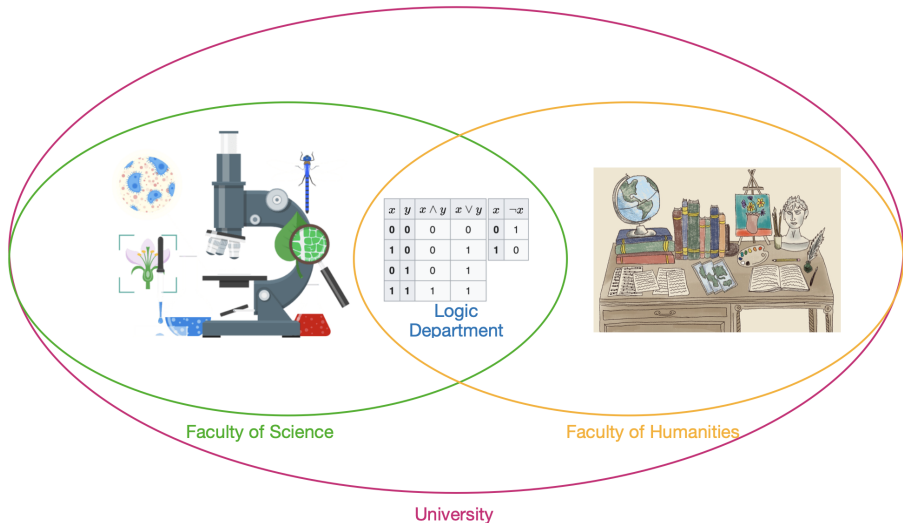 x y x ∧ y x ∨ y
0 0 0 0
1 0 0 1
0 1 0 1
1 1 1 1
x ¬x
0 1
1 0
Logic
Department
Faculty of Science
Faculty of Humanities
University